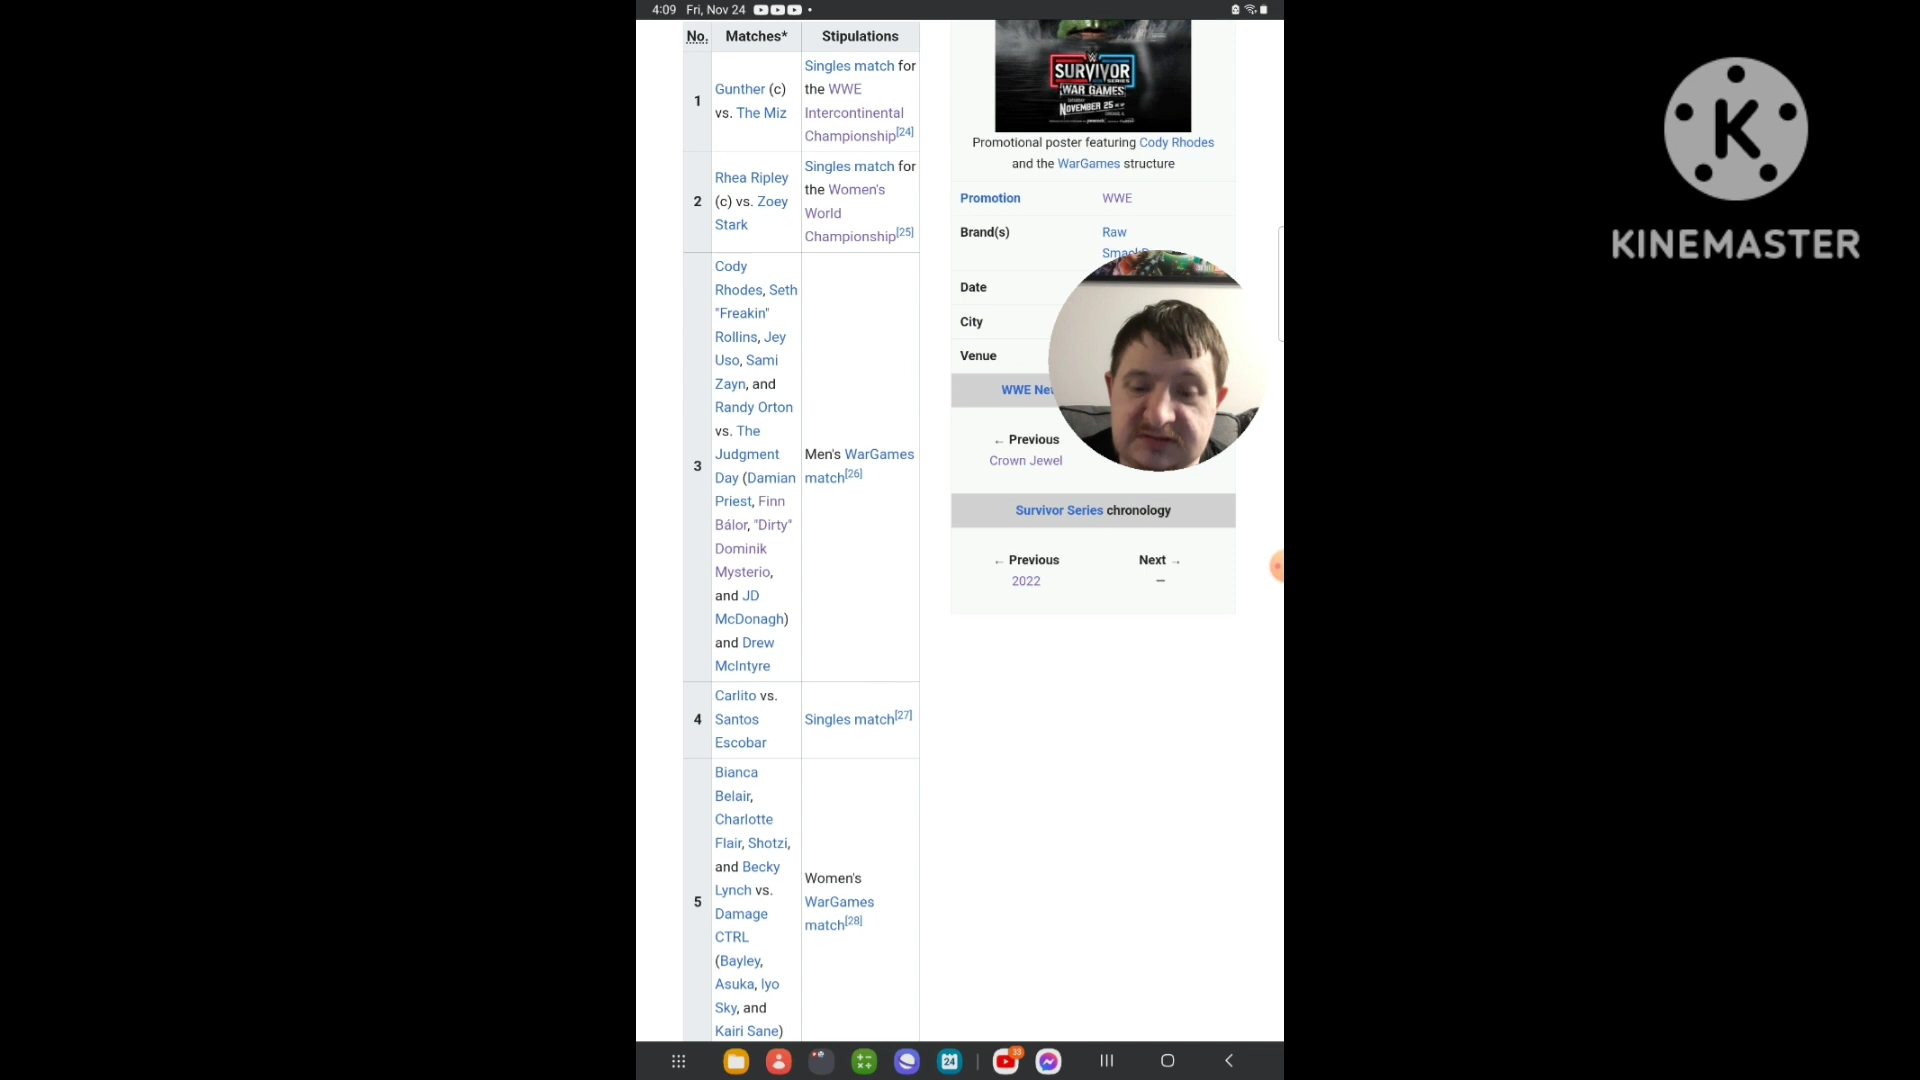 4:09 Fri, Nov 24
No. Matches* Stipulations
1
Gunther (c)
vs. The Miz
Singles match for
the WWE
Intercontinental
Championship[24]
2
Rhea Ripley
(c) vs. Zoey
Stark
Singles match for
the Women's
World
Championship[25]
3
Cody
Rhodes, Seth
"Freakin"
Rollins, Jey
Uso, Sami
Zayn, and
Randy Orton
vs. The
Judgment
Day (Damian
Priest, Finn
Bálor, "Dirty"
Dominik
Mysterio,
and JD
McDonagh)
and Drew
McIntyre
Men's WarGames
match[26]
4
Carlito vs.
Santos
Escobar
Singles match[27]
5
Bianca
Belair,
Charlotte
Flair, Shotzi,
and Becky
Lynch vs.
Damage
CTRL
(Bayley,
Asuka, Iyo
Sky, and
Kairi Sane)
Women's
WarGames
match[28]
SURVIVOR
SERIES
WAR GAMES
NOVEMBER 25
Promotional poster featuring Cody Rhodes
and the WarGames structure
Promotion WWE
Brand(s) Raw
Date
City
Venue
WWE
← Previous
Crown Jewel
Survivor Series chronology
← Previous Next →
2022 —
24
33
K
KINEMASTER